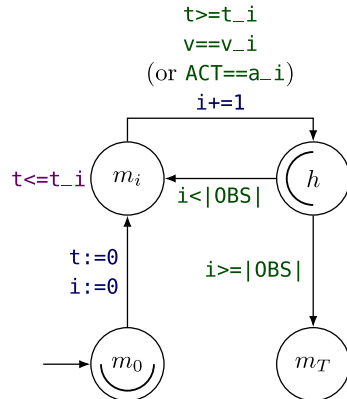 t>=t_i
v==v_i
(or ACT==a_i)
i+=1
t<=t_i
m_i
h
i<|OBS|
t:=0
i:=0
i>=|OBS|
m_0
m_T